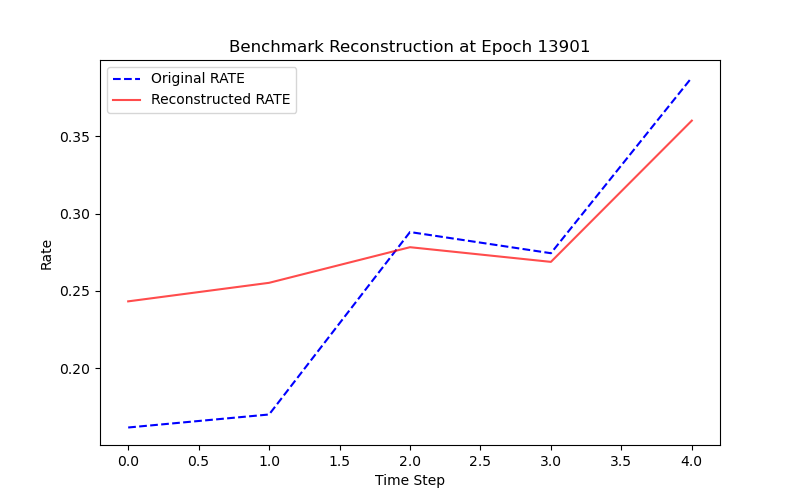 Benchmark Reconstruction at Epoch 13901
Original RATE
Reconstructed RATE
0.35
0.30
0.25
0.20
Rate
0.0 0.5 1.0 1.5 2.0 2.5 3.0 3.5 4.0
Time Step